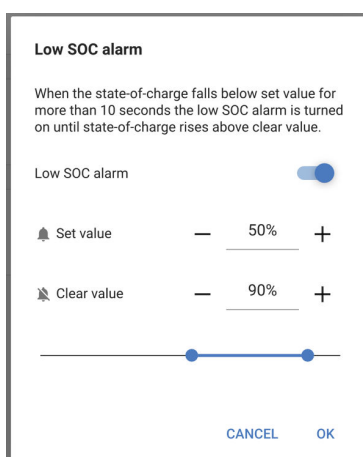 Low SOC alarm
When the state-of-charge falls below set value for
more than 10 seconds the low SOC alarm is turned
on until state-of-charge rises above clear value.
Low SOC alarm
Set value — 50% +
Clear value — 90% +
CANCEL OK